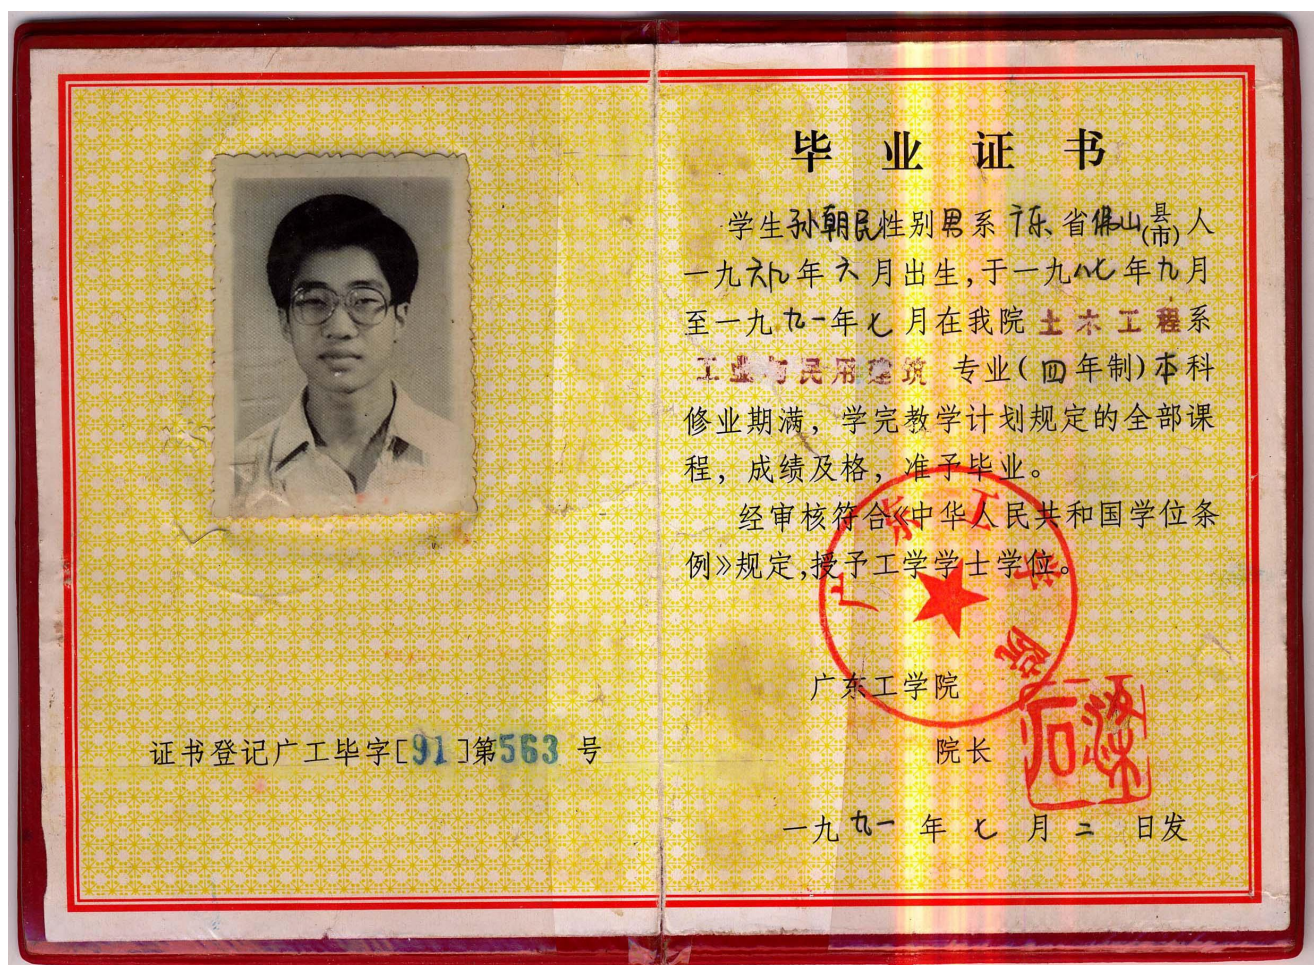 证书登记广工毕字[91]第563 号
毕业证书
学生孙朝民性别男系广东省佛山县(市)人
一九六九年六月出生,于一九八七年九月
至一九九一年七月在我院土木工程系
工业与民用建筑 专业(四年制)本科
修业期满，学完教学计划规定的全部课
程，成绩及格，准予毕业。
经审核符合《中华人民共和国学位条
例》规定,授予工学学士学位。
广东工学院
广东工学院
院长
一九九一年七月二日发